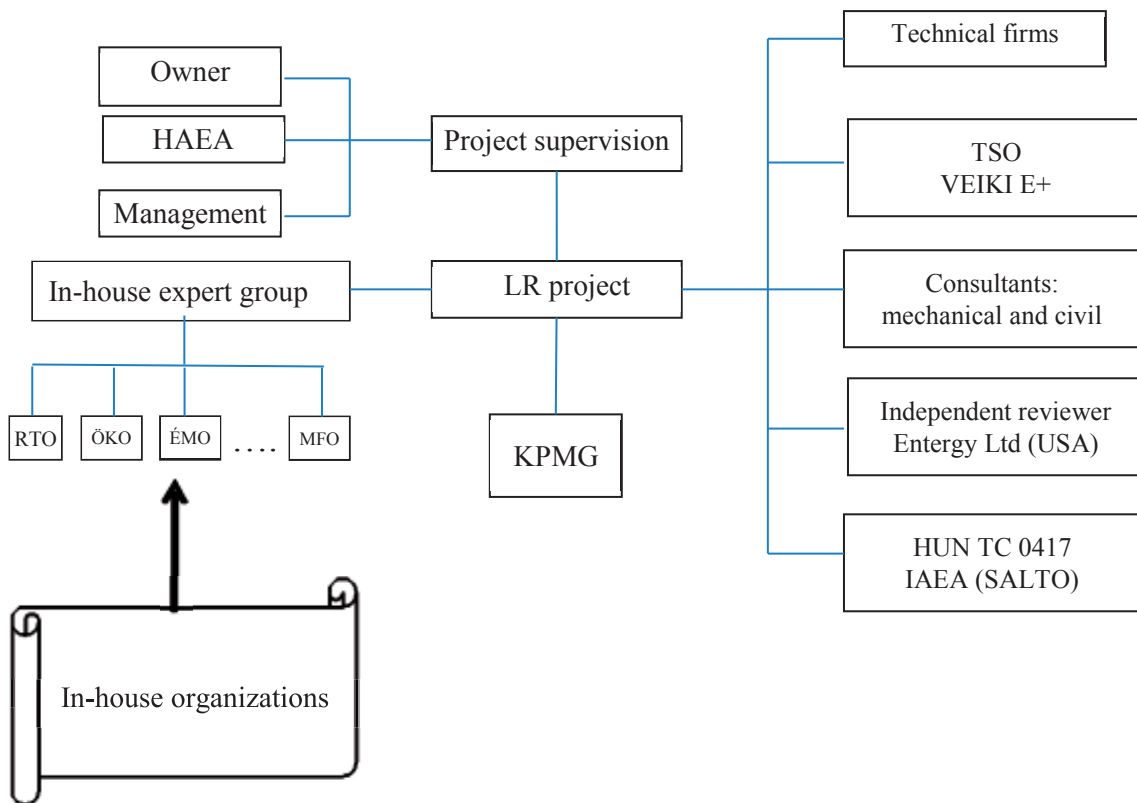 Technical firms
Owner
HAEA
Project supervision
TSO
VEIKI E+
Management
In-house expert group
LR project
Consultants:
mechanical and civil
RTO
ÖKO
ÉMO
....
MFO
KPMG
Independent reviewer
Entergy Ltd (USA)
HUN TC 0417
IAEA (SALTO)
In-house organizations